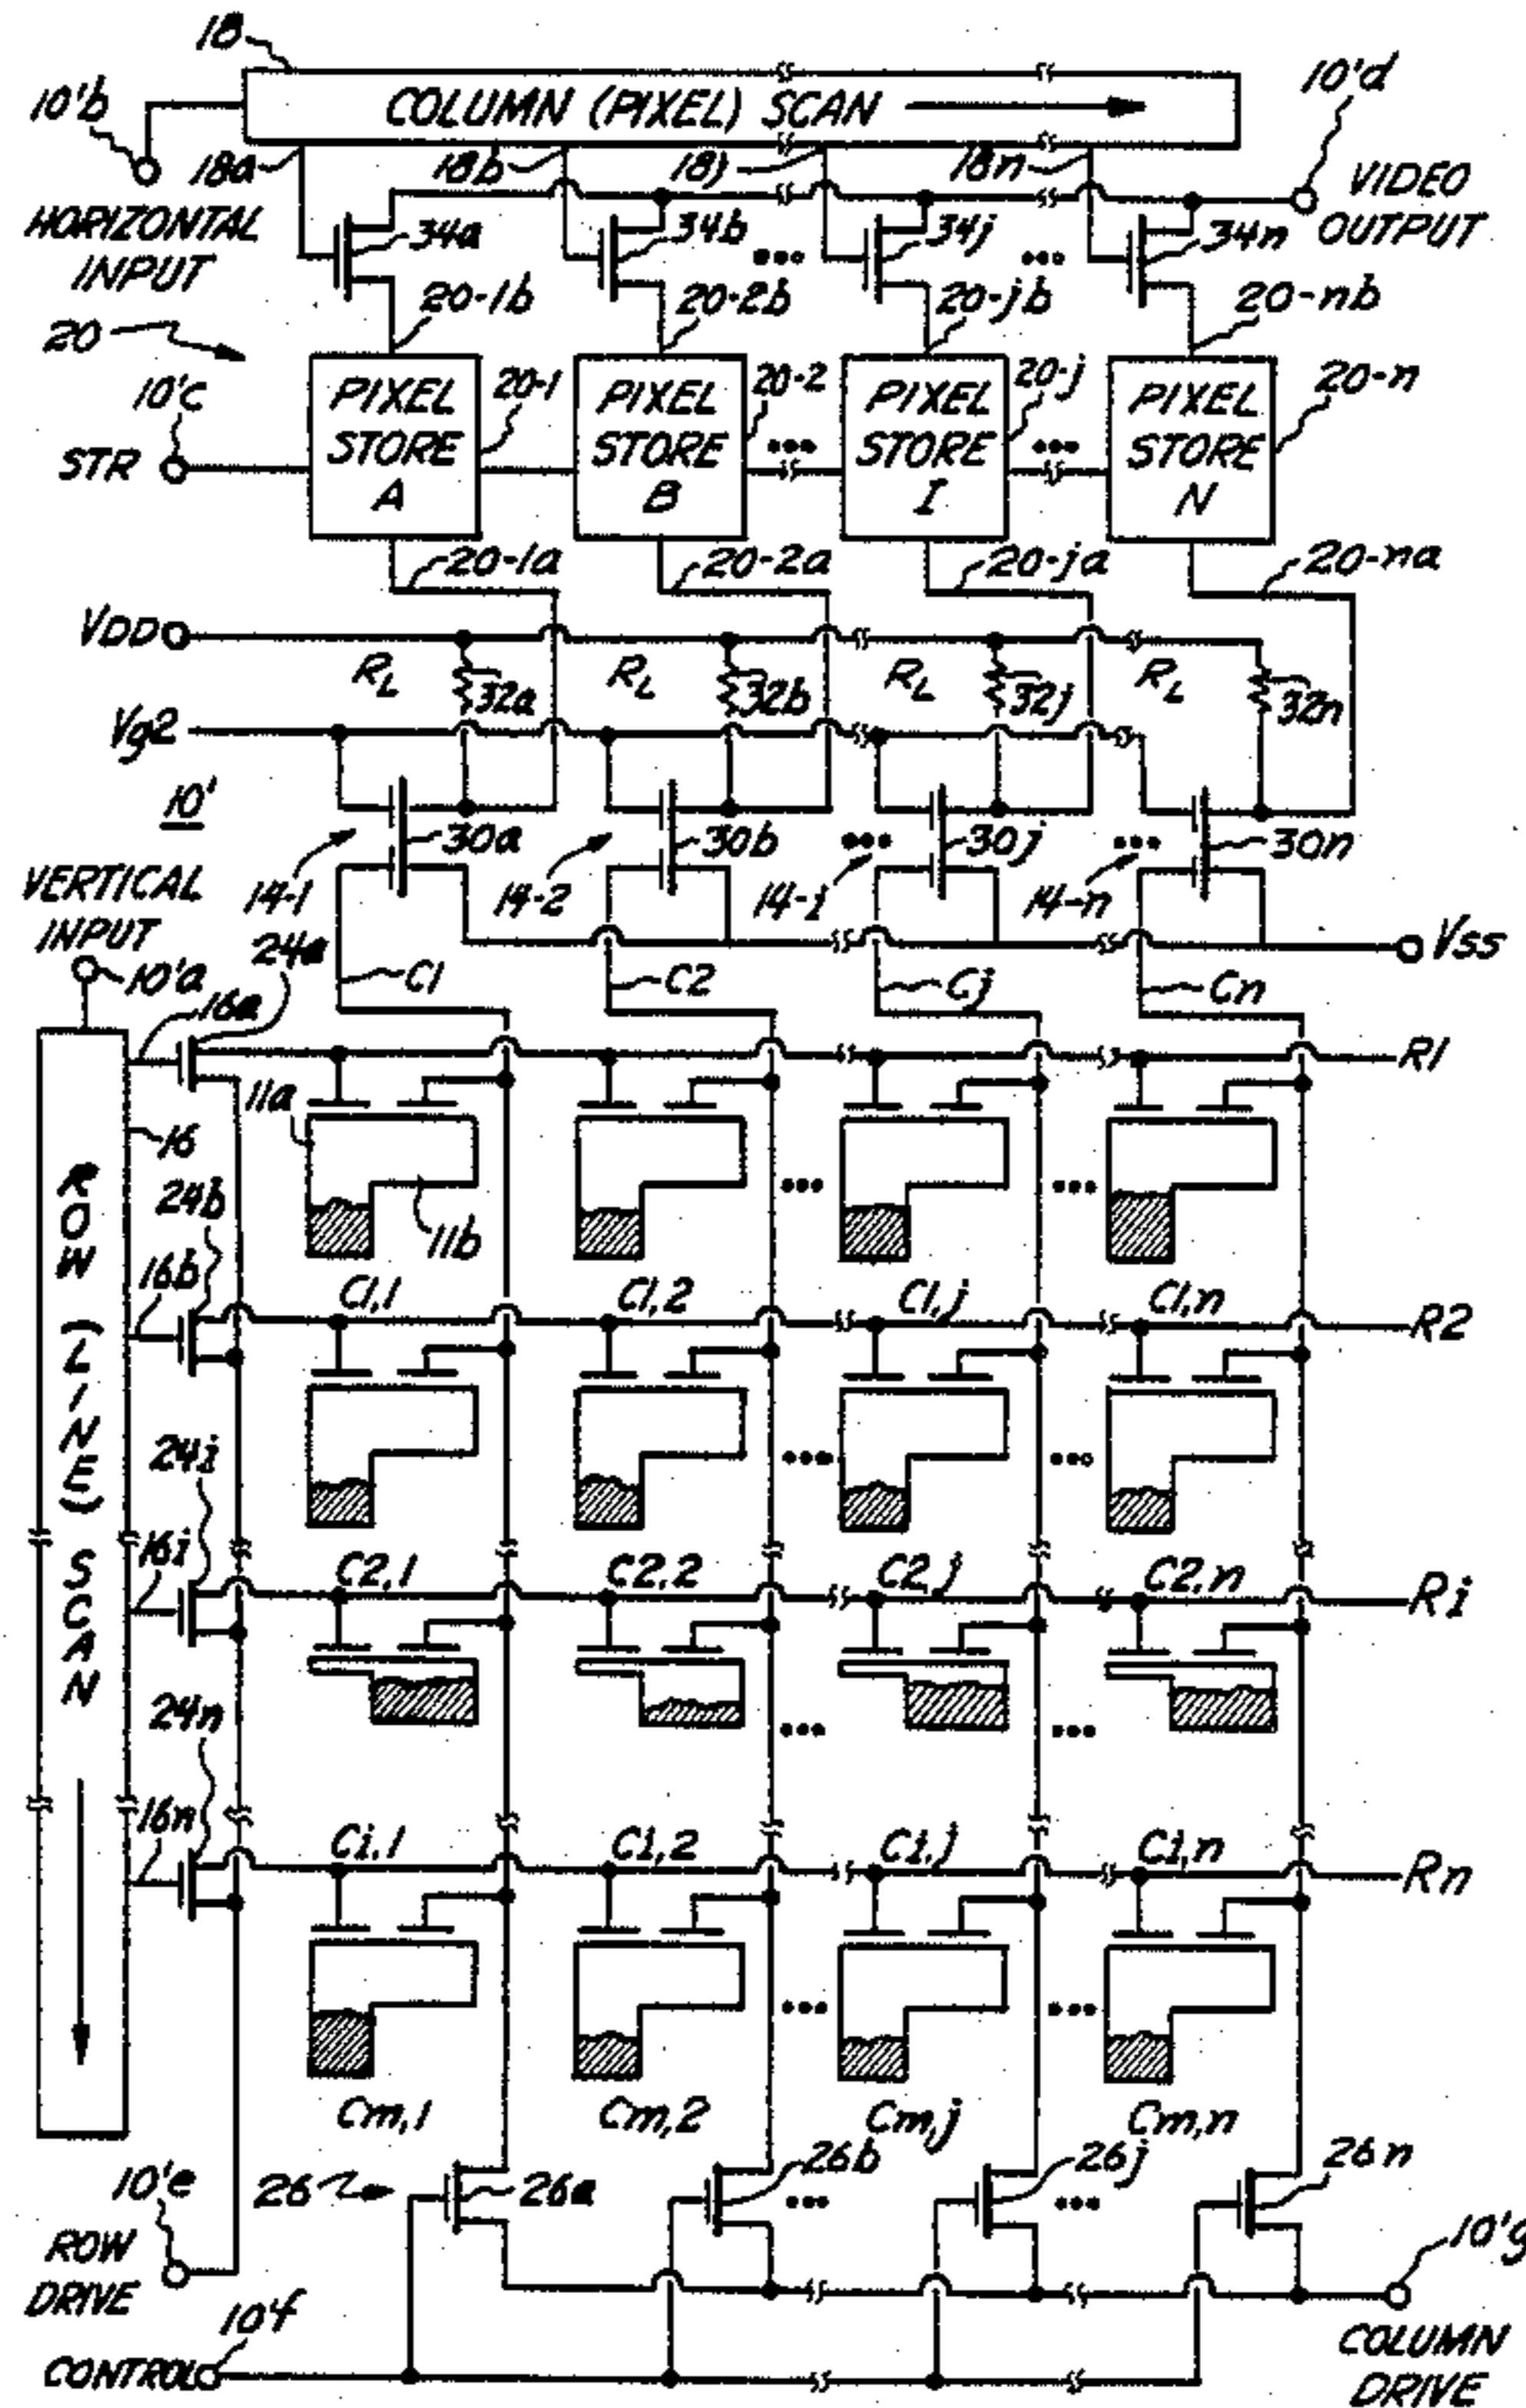 18
10'b
COLUMN (PIXEL) SCAN
10'd
18a
18b
18j
18n
HORIZONTAL
INPUT
VIDEO
OUTPUT
34a
34b
34j
34n
...
...
20-1b
20-2b
20-jb
20-nb
20
10'c
STR
PIXEL
STORE
A
20-1
PIXEL
STORE
B
20-2
...
PIXEL
STORE
I
20-j
...
PIXEL
STORE
N
20-n
20-1a
20-2a
20-ja
20-na
VDD
RL
32a
RL
32b
RL
32j
RL
32n
Vg2
10'
30a
30b
...
30j
...
30n
14-1
14-2
14-j
14-n
VERTICAL
INPUT
10'a
24a
VSS
C1
C2
Cj
Cn
16a
R1
11a
16
11b
...
...
24b
16b
C1,1
C1,2
C1,j
C1,n
R2
...
...
24i
16i
C2,1
C2,2
C2,j
C2,n
Ri
...
...
ROW (LINE) SCAN
24n
16n
Ci,1
Ci,2
Ci,j
Ci,n
Rn
...
...
Cm,1
Cm,2
Cm,j
Cm,n
10'e
ROW
DRIVE
26
26a
26b
...
26j
...
26n
10'g
COLUMN
DRIVE
10'f
CONTROL